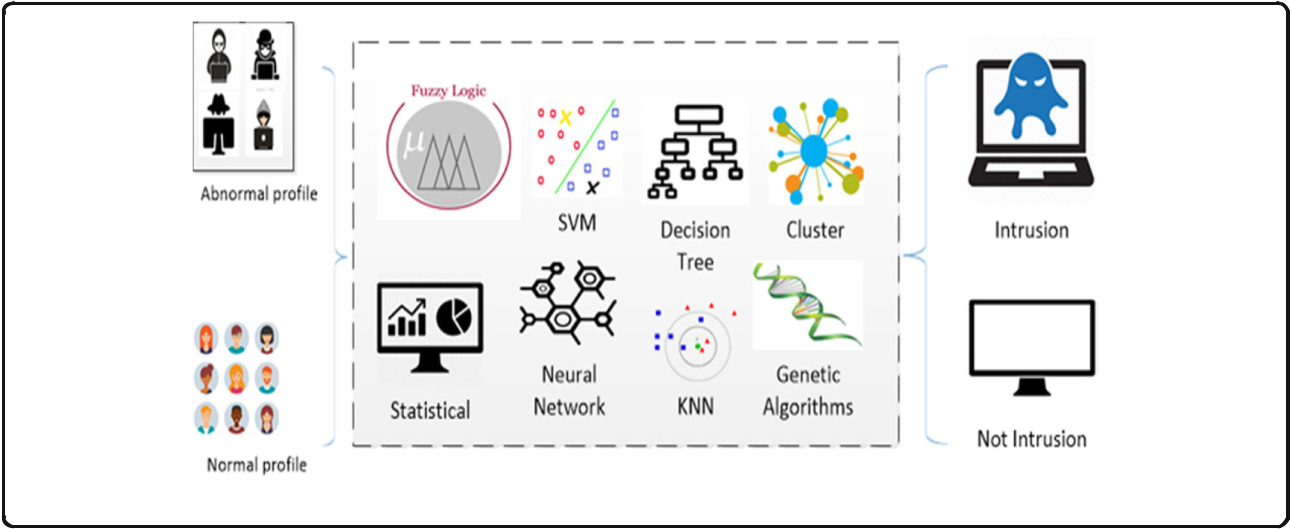 Abnormal profile
Normal profile
Fuzzy Logic
μ
SVM
Decision
Tree
Cluster
Statistical
Neural
Network
KNN
Genetic
Algorithms
Intrusion
Not Intrusion